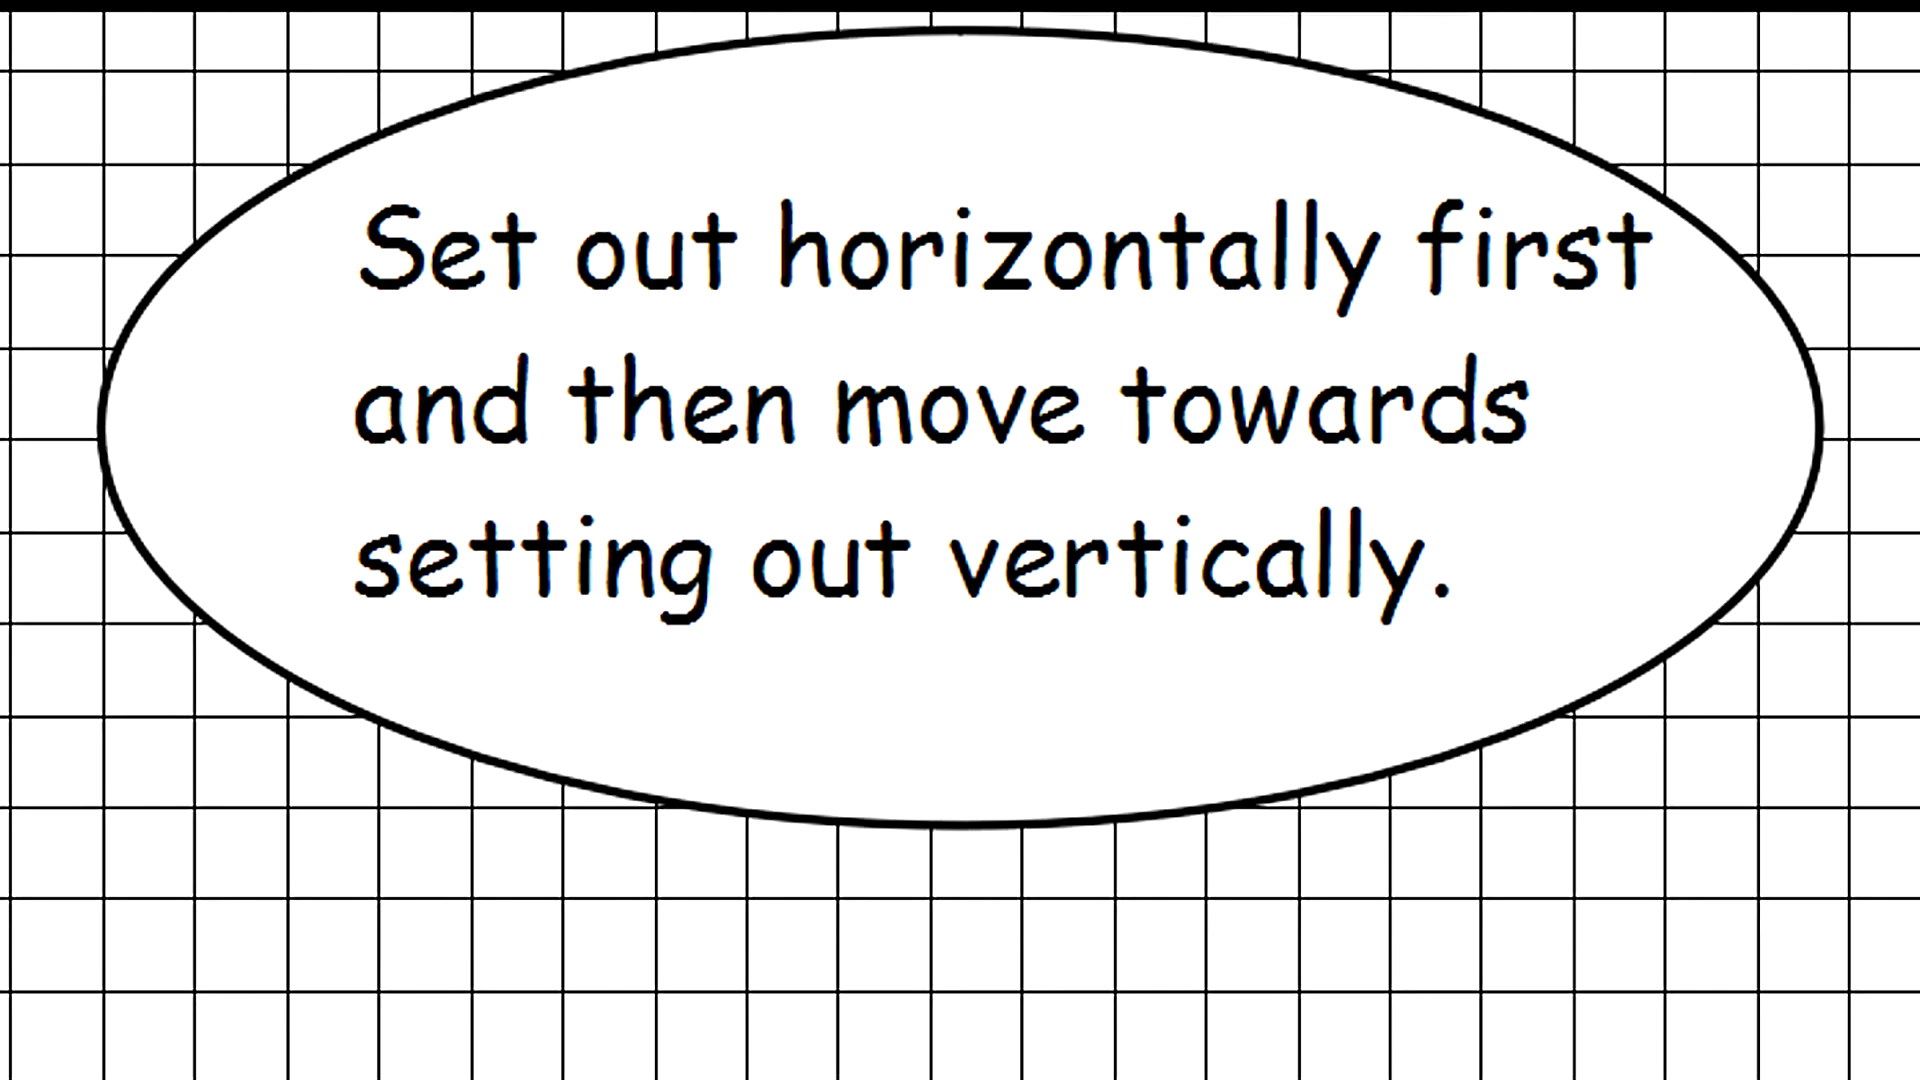 Set out horizontally first
and then move towards
setting out vertically.